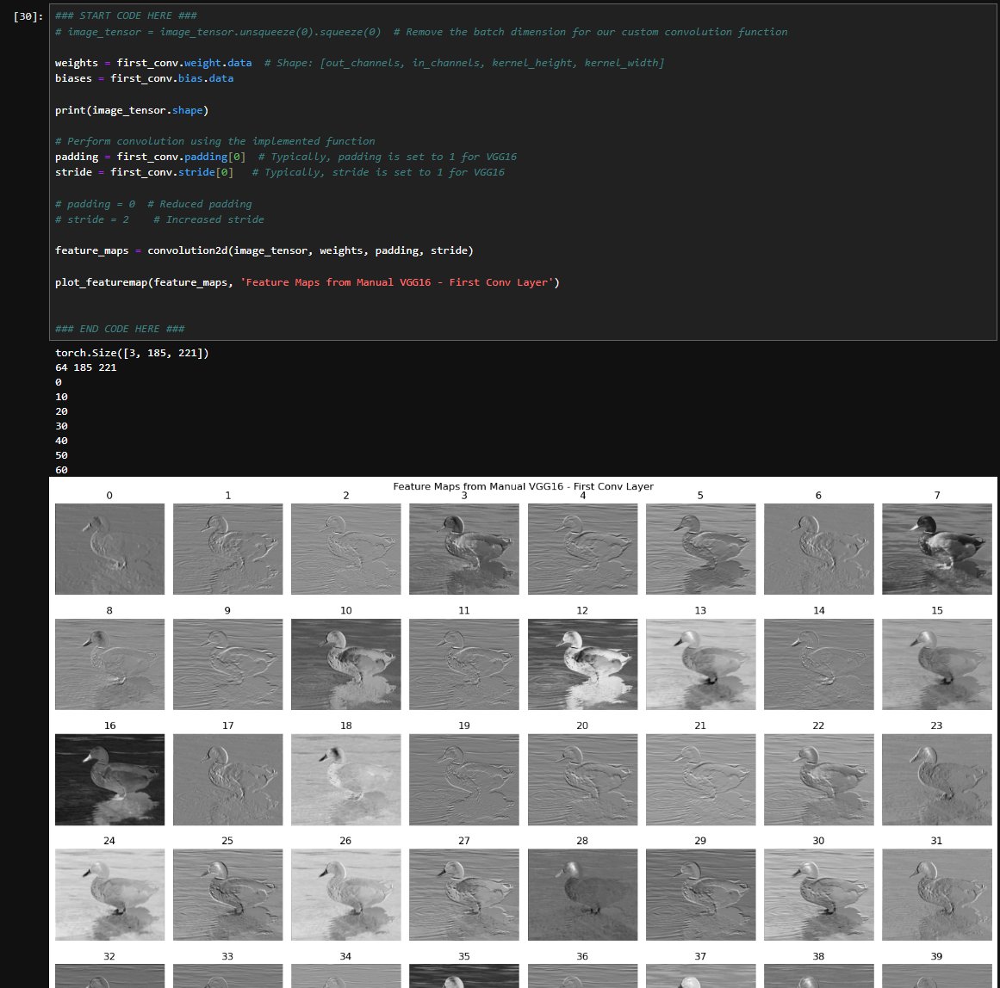 [30]: ### START CODE HERE ###
# image_tensor = image_tensor.unsqueeze(0).squeeze(0)  # Remove the batch dimension for our custom convolution function
weights = first_conv.weight.data  # Shape: [out_channels, in_channels, kernel_height, kernel_width]
biases = first_conv.bias.data
print(image_tensor.shape)
# Perform convolution using the implemented function
padding = first_conv.padding[0]  # Typically, padding is set to 1 for VGG16
stride = first_conv.stride[0]   # Typically, stride is set to 1 for VGG16
# padding = 0  # Reduced padding
# stride = 2    # Increased stride
feature_maps = convolution2d(image_tensor, weights, padding, stride)
plot_featuremap(feature_maps, 'Feature Maps from Manual VGG16 - First Conv Layer')
### END CODE HERE ###
torch.Size([3, 185, 221])
64 185 221
0
10
20
30
40
50
60
Feature Maps from Manual VGG16 - First Conv Layer
0 1 2 3 4 5 6 7
8 9 10 11 12 13 14 15
16 17 18 19 20 21 22 23
24 25 26 27 28 29 30 31
32 33 34 35 36 37 38 39